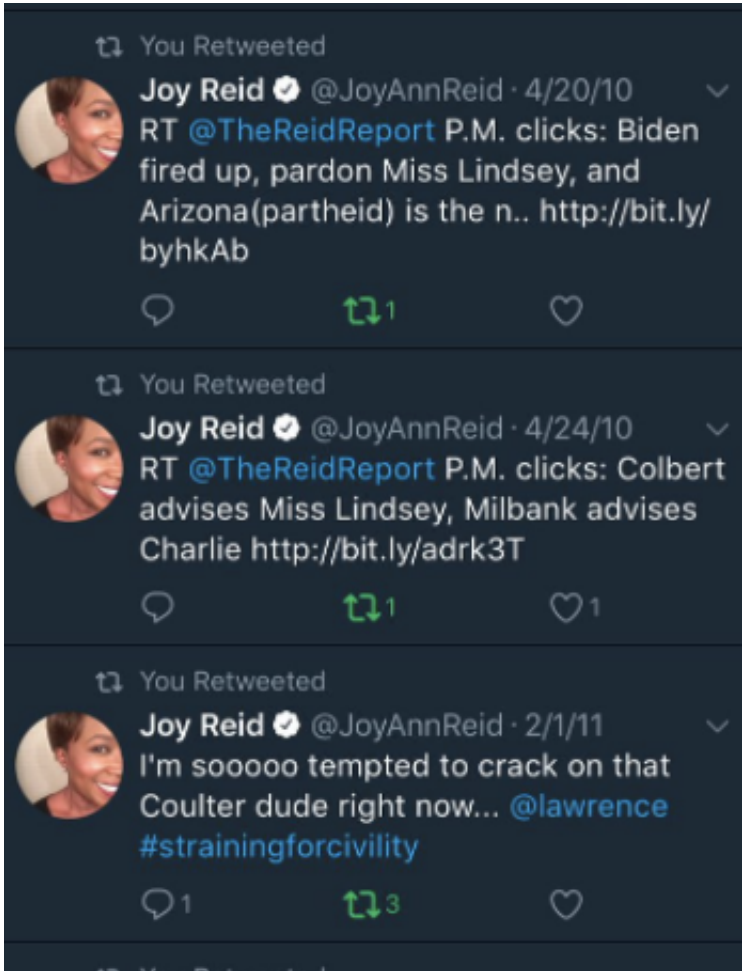 You Retweeted
Joy Reid @JoyAnnReid · 4/20/10
RT @TheReidReport P.M. clicks: Biden
fired up, pardon Miss Lindsey, and
Arizona(partheid) is the n.. http://bit.ly/
byhkAb
1
You Retweeted
Joy Reid @JoyAnnReid · 4/24/10
RT @TheReidReport P.M. clicks: Colbert
advises Miss Lindsey, Milbank advises
Charlie http://bit.ly/adrk3T
1 1
You Retweeted
Joy Reid @JoyAnnReid · 2/1/11
I'm sooooo tempted to crack on that
Coulter dude right now... @lawrence
#strainingforcivility
1 3